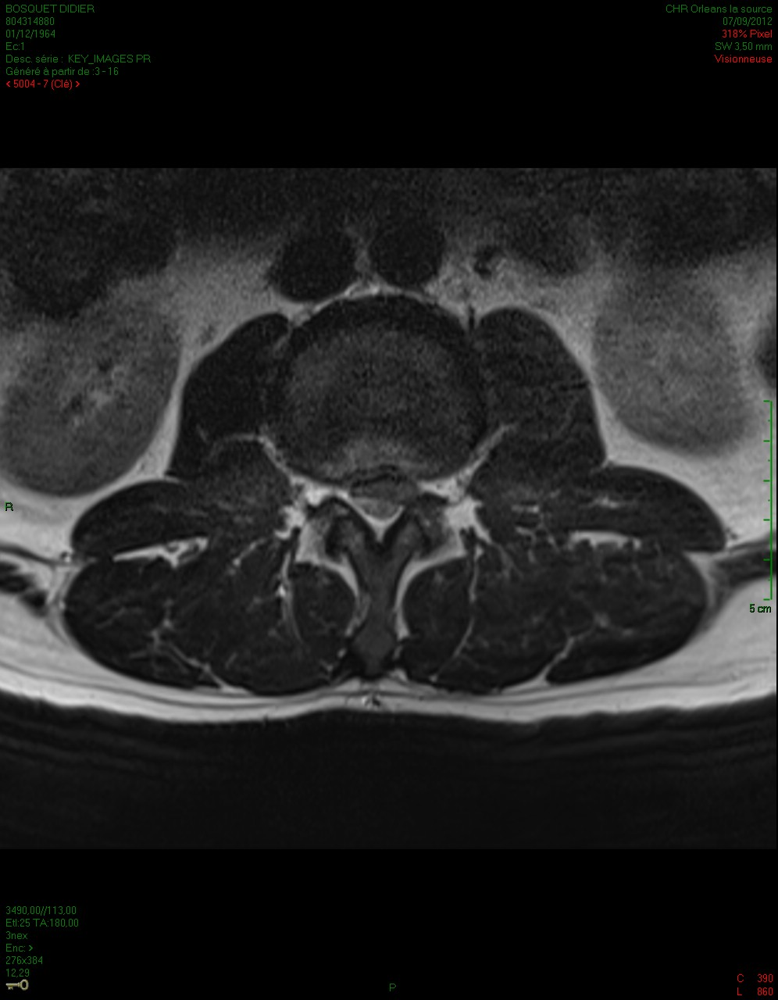 BOSQUET DIDIER
804314880
01/12/1964
Ec:1
Desc. série : KEY_IMAGES PR
Généré à partir de :3 - 16
< 5004 - 7 (Clé) >
CHR Orleans la source
07/09/2012
318% Pixel
SW 3,50 mm
Visionneuse
R
5 cm
3490,00//113,00
Etl:25 TA:180,00
3nex
Enc: >
276x384
12,29
P
C 390
L 860